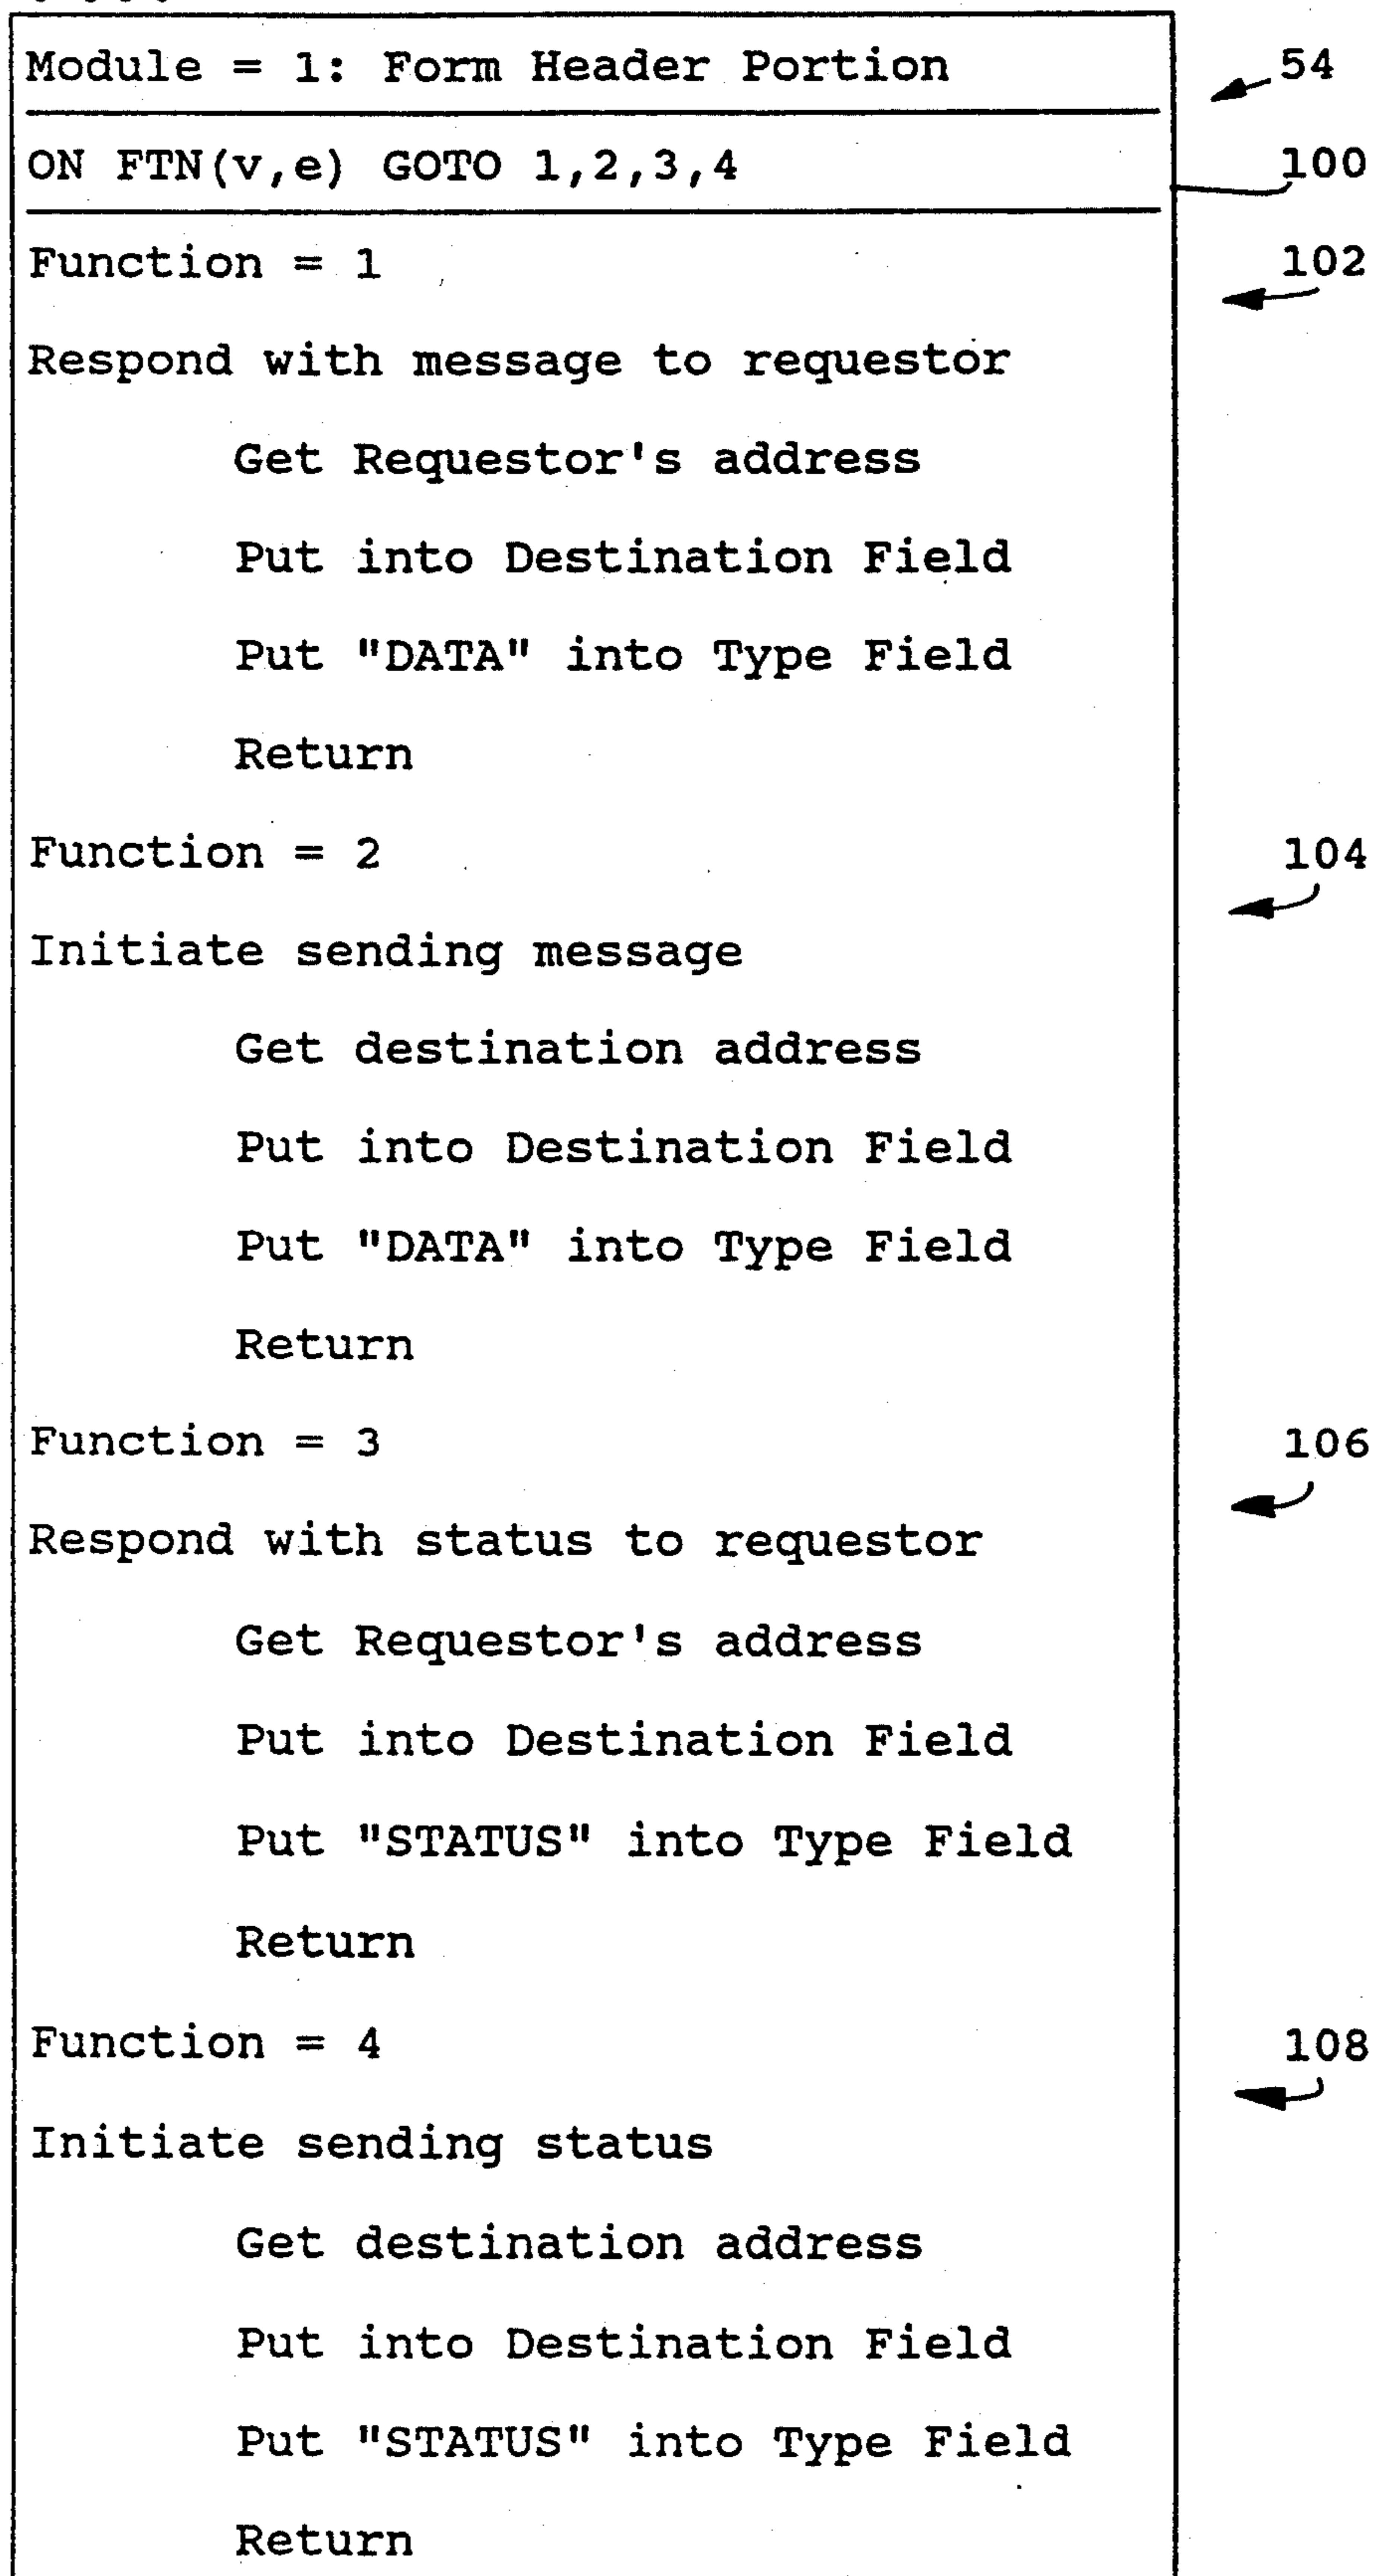 Module = 1: Form Header Portion
54
ON FTN(v,e) GOTO 1,2,3,4
100
Function = 1
102
Respond with message to requestor
Get Requestor's address
Put into Destination Field
Put "DATA" into Type Field
Return
Function = 2
104
Initiate sending message
Get destination address
Put into Destination Field
Put "DATA" into Type Field
Return
Function = 3
106
Respond with status to requestor
Get Requestor's address
Put into Destination Field
Put "STATUS" into Type Field
Return
Function = 4
108
Initiate sending status
Get destination address
Put into Destination Field
Put "STATUS" into Type Field
Return